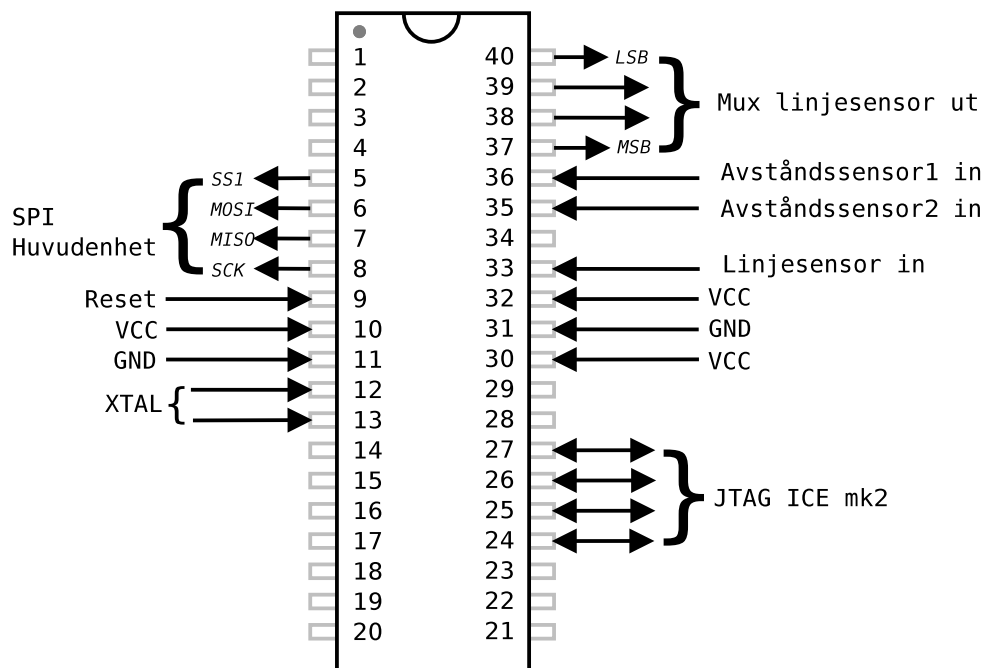 1 40 LSB
2 39
3 38
Mux linjesensor ut
4 37 MSB
SS1 5 36 Avståndssensor1 in
MOSI 6 35 Avståndssensor2 in
SPI
Huvudenhet
MISO 7 34
SCK 8 33 Linjesensor in
Reset 9 32 VCC
VCC 10 31 GND
GND 11 30 VCC
XTAL
12 29
13 28
14 27
15 26
JTAG ICE mk2
16 25
17 24
18 23
19 22
20 21